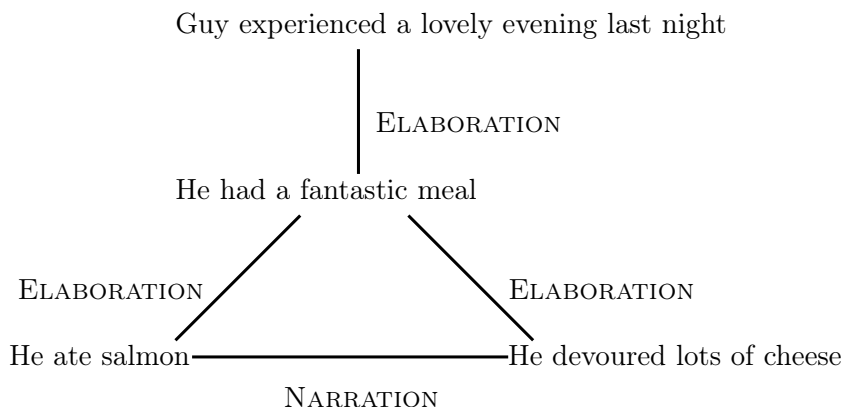 Guy experienced a lovely evening last night
ELABORATION
He had a fantastic meal
ELABORATION ELABORATION
He ate salmon He devoured lots of cheese
NARRATION